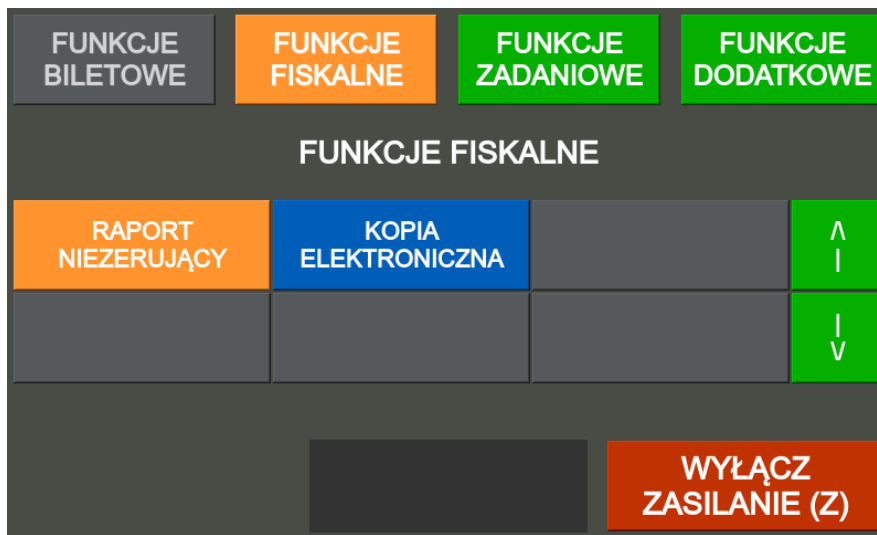 FUNKCJE
BILETOWE
FUNKCJE
FISKALNE
FUNKCJE
ZADANIOWE
FUNKCJE
DODATKOWE
FUNKCJE FISKALNE
RAPORT
NIEZERUJĄCY
KOPIA
ELEKTRONICZNA
WYŁĄCZ
ZASILANIE (Z)